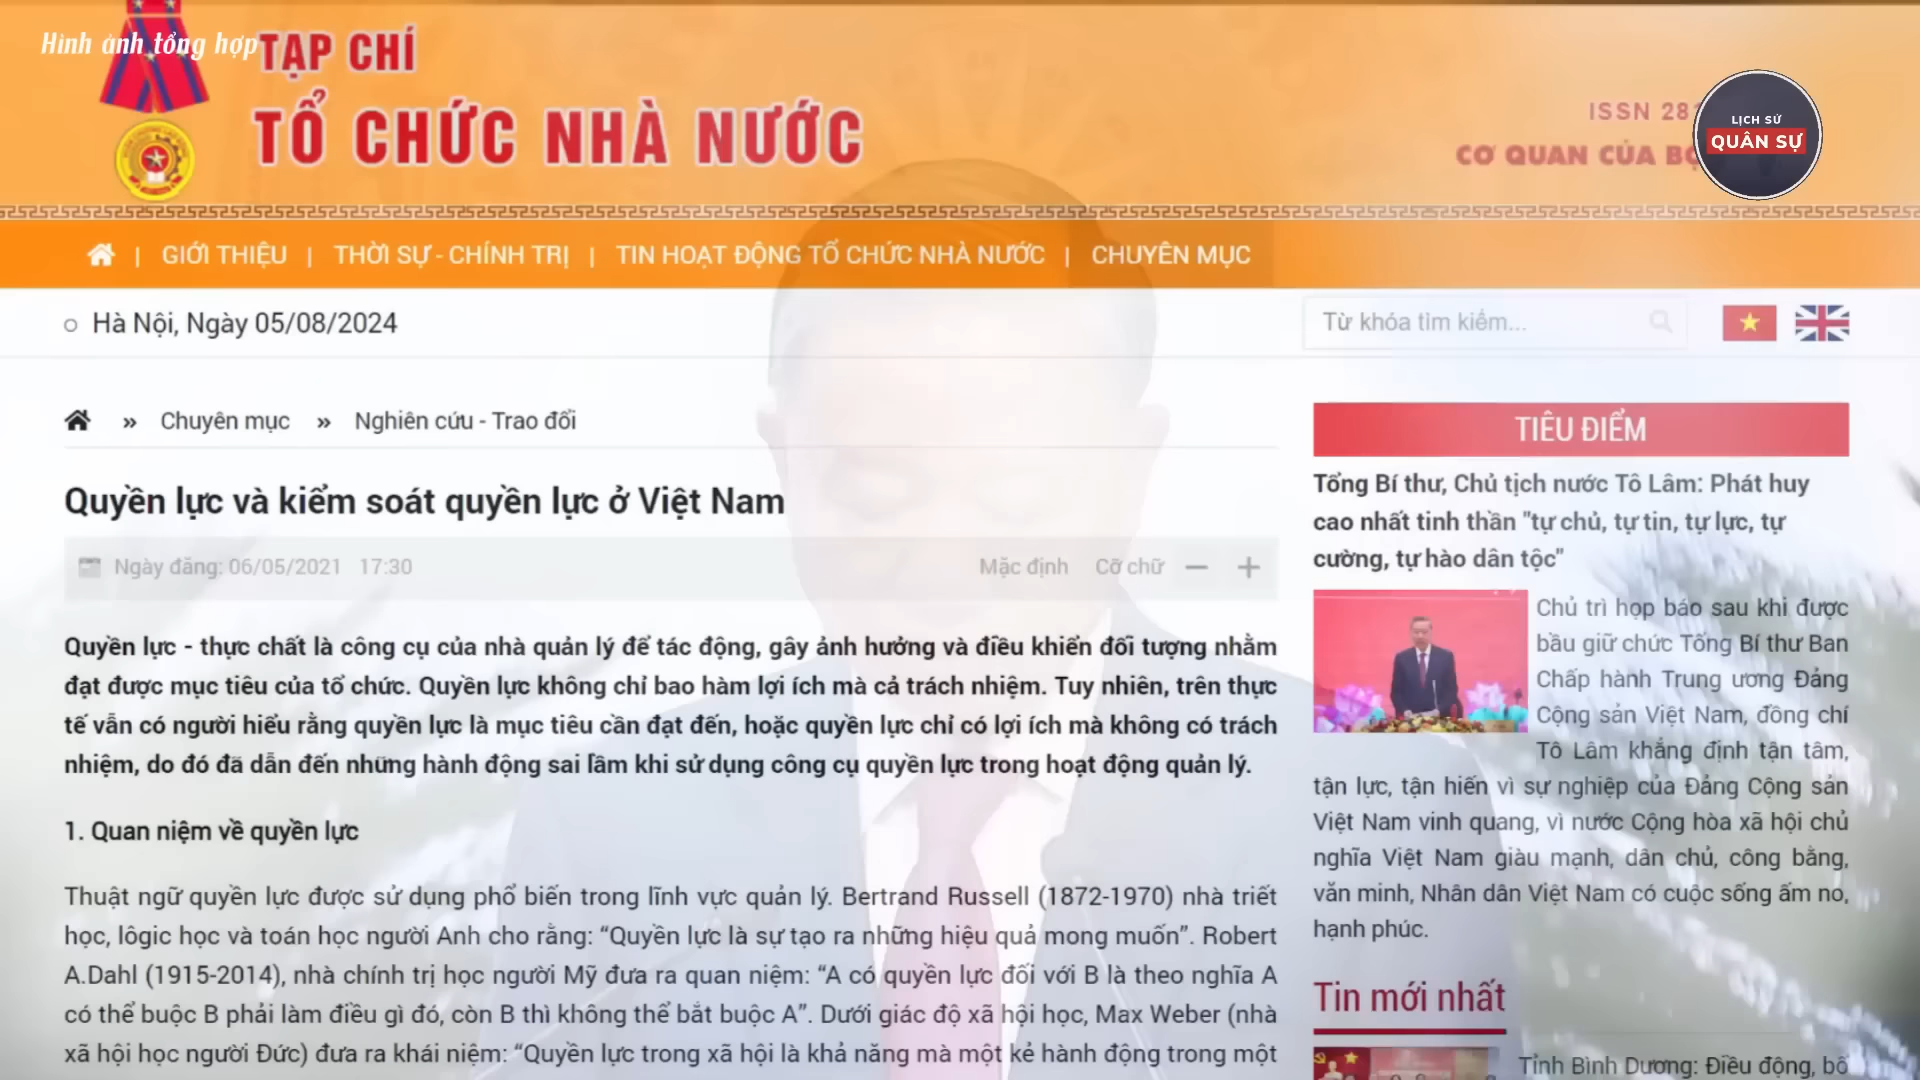 Hình ảnh tổng hợp
TẠP CHÍ
TỔ CHỨC NHÀ NƯỚC
ISSN 281
CƠ QUAN CỦA
LỊCH SỬ
QUÂN SỰ
| GIỚI THIỆU | THỜI SỰ - CHÍNH TRỊ | TIN HOẠT ĐỘNG TỔ CHỨC NHÀ NƯỚC | CHUYÊN MỤC
Hà Nội, Ngày 05/08/2024
Từ khóa tìm kiếm...
» Chuyên mục » Nghiên cứu - Trao đổi
Quyền lực và kiểm soát quyền lực ở Việt Nam
Ngày đăng: 06/05/2021 17:30
Mặc định Cỡ chữ
Quyền lực - thực chất là công cụ của nhà quản lý để tác động, gây ảnh hưởng và điều khiển đối tượng nhằm
đạt được mục tiêu của tổ chức. Quyền lực không chỉ bao hàm lợi ích mà cả trách nhiệm. Tuy nhiên, trên thực
tế vẫn có người hiểu rằng quyền lực là mục tiêu cần đạt đến, hoặc quyền lực chỉ có lợi ích mà không có trách
nhiệm, do đó đã dẫn đến những hành động sai lầm khi sử dụng công cụ quyền lực trong hoạt động quản lý.
1. Quan niệm về quyền lực
Thuật ngữ quyền lực được sử dụng phổ biến trong lĩnh vực quản lý. Bertrand Russell (1872-1970) nhà triết
học, lôgic học và toán học người Anh cho rằng: “Quyền lực là sự tạo ra những hiệu quả mong muốn”. Robert
A.Dahl (1915-2014), nhà chính trị học người Mỹ đưa ra quan niệm: “A có quyền lực đối với B là theo nghĩa A
có thể buộc B phải làm điều gì đó, còn B thì không thể bắt buộc A”. Dưới giác độ xã hội học, Max Weber (nhà
xã hội học người Đức) đưa ra khái niệm: “Quyền lực trong xã hội là khả năng mà một kẻ hành động trong một
TIÊU ĐIỂM
Tổng Bí thư, Chủ tịch nước Tô Lâm: Phát huy
cao nhất tinh thần "tự chủ, tự tin, tự lực, tự
cường, tự hào dân tộc"
Chủ trì họp báo sau khi được
bầu giữ chức Tổng Bí thư Ban
Chấp hành Trung ương Đảng
Cộng sản Việt Nam, đồng chí
Tô Lâm khẳng định tận tâm,
tận lực, tận hiến vì sự nghiệp của Đảng Cộng sản
Việt Nam vinh quang, vì nước Cộng hòa xã hội chủ
nghĩa Việt Nam giàu mạnh, dân chủ, công bằng,
văn minh, Nhân dân Việt Nam có cuộc sống ấm no,
hạnh phúc.
Tin mới nhất
Tỉnh Bình Dương: Điều động, bổ